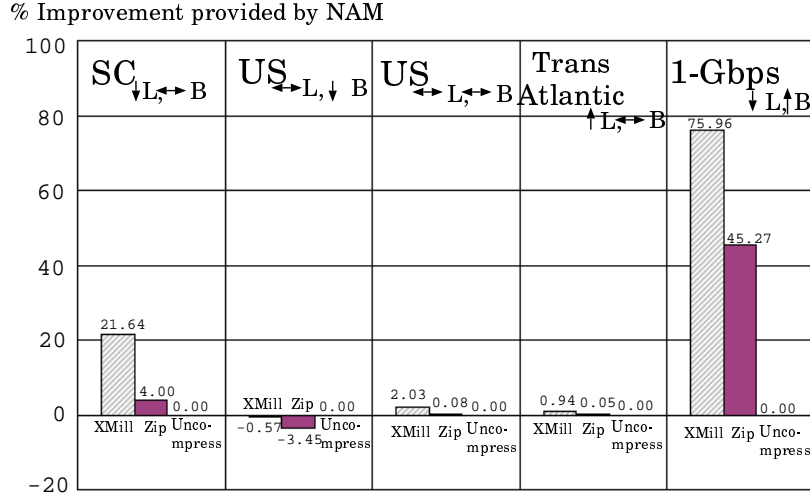 % Improvement provided by NAM
100
80
60
40
20
0
-20
SC
↓L,↔B
21.64
4.00
0.00
XMill Zip Unco-
mpress
US
↔L,↓ B
XMill Zip 0.00
-0.57
-3.45
Unco-
mpress
US
↔L,↔B
2.03
0.08
0.00
XMill Zip Unco-
mpress
Trans
Atlantic
↑L,↔B
0.94
0.05
0.00
XMill Zip Unco-
mpress
1-Gbps
↓ L,↑B
75.96
45.27
0.00
XMill Zip Unco-
mpress